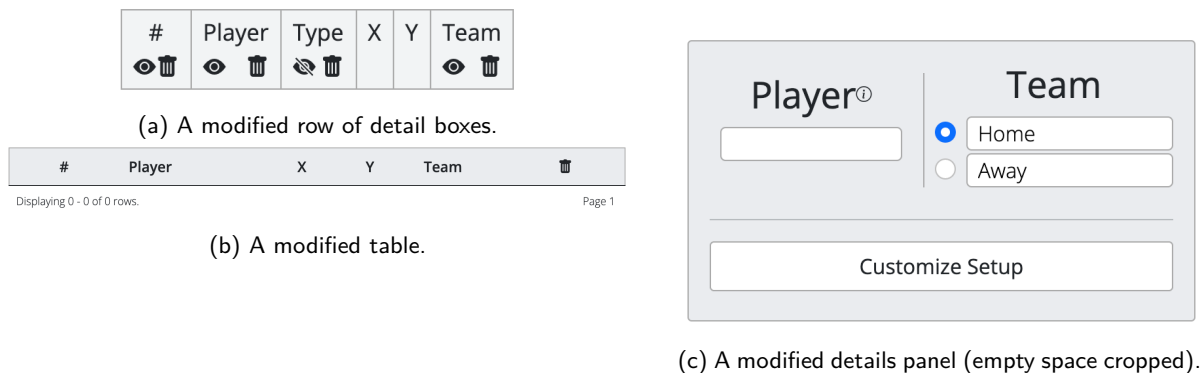 # Player Type X Y Team
(a) A modified row of detail boxes.
# Player X Y Team
Displaying 0 - 0 of 0 rows. Page 1
(b) A modified table.
Player
Team
Home
Away
Customize Setup
(c) A modified details panel (empty space cropped).